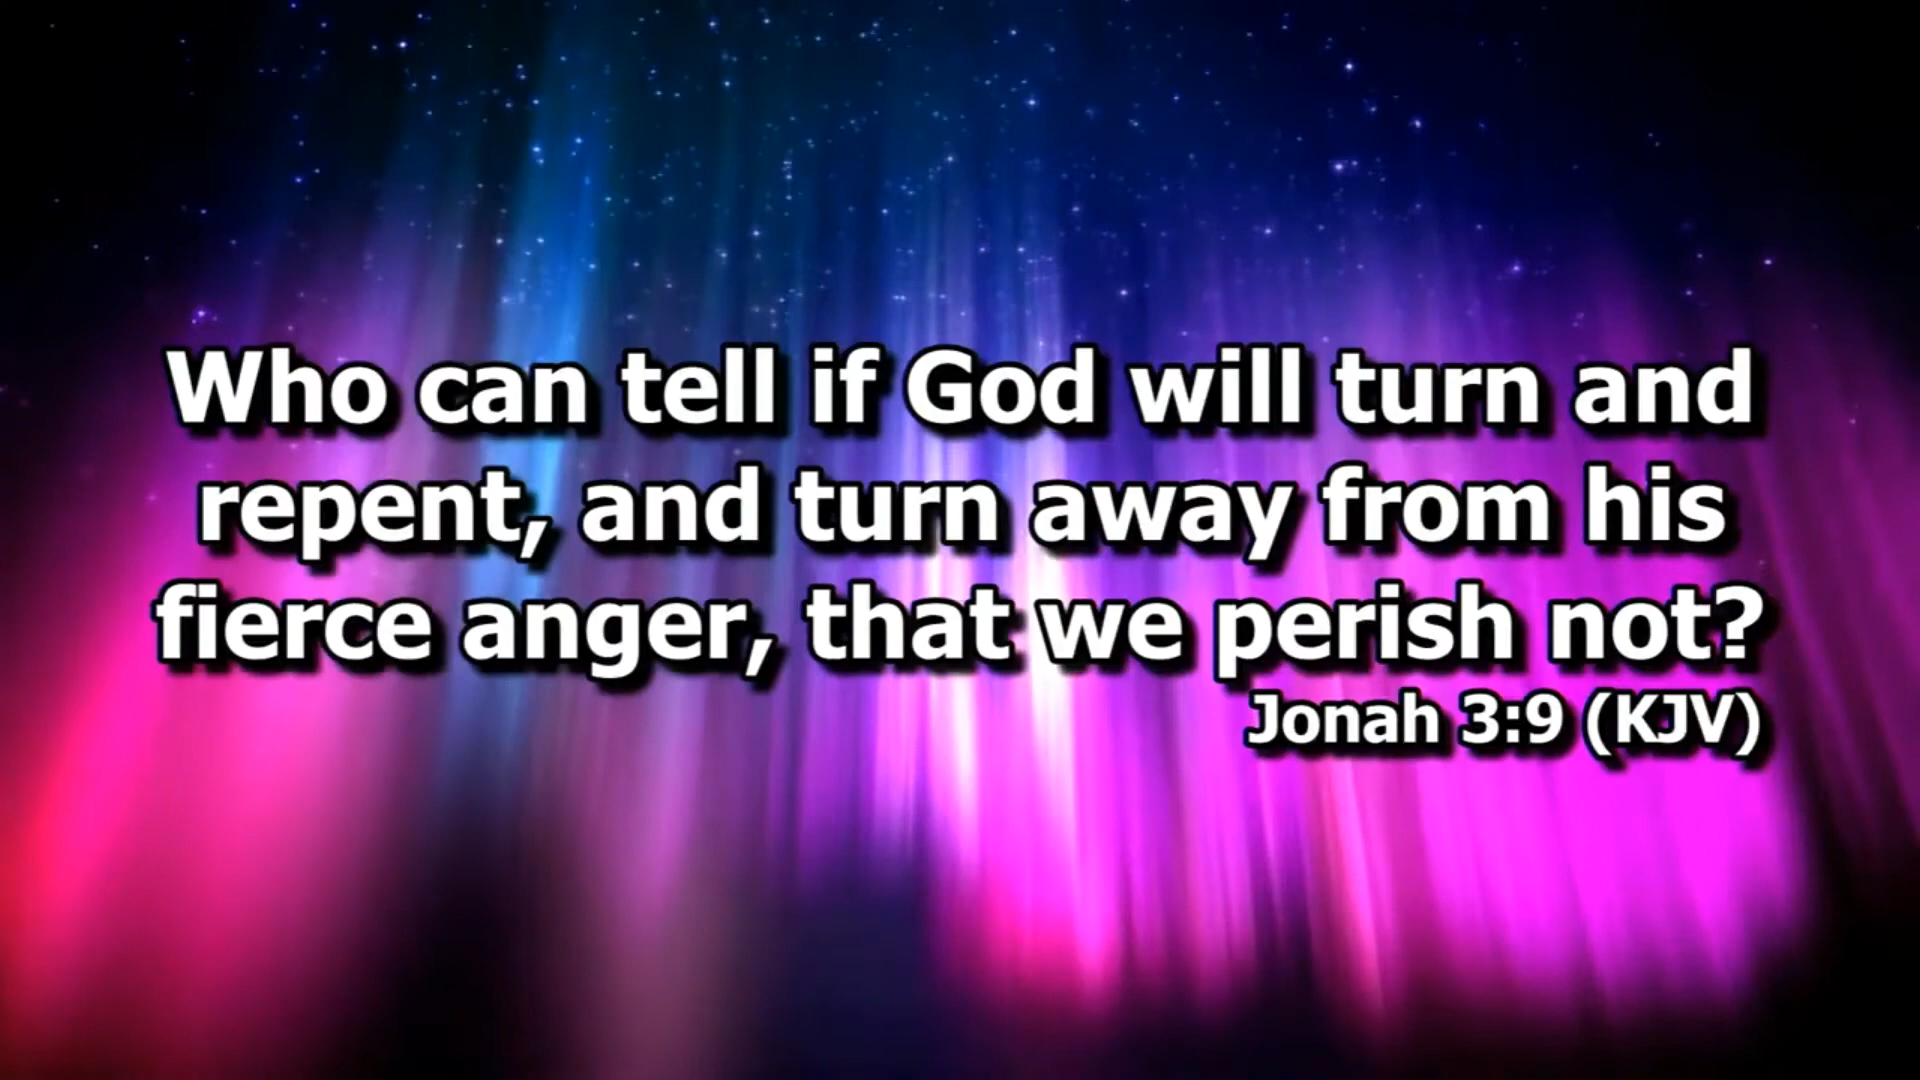 Who can tell if God will turn and
repent, and turn away from his
fierce anger, that we perish not?
Jonah 3:9 (KJV)